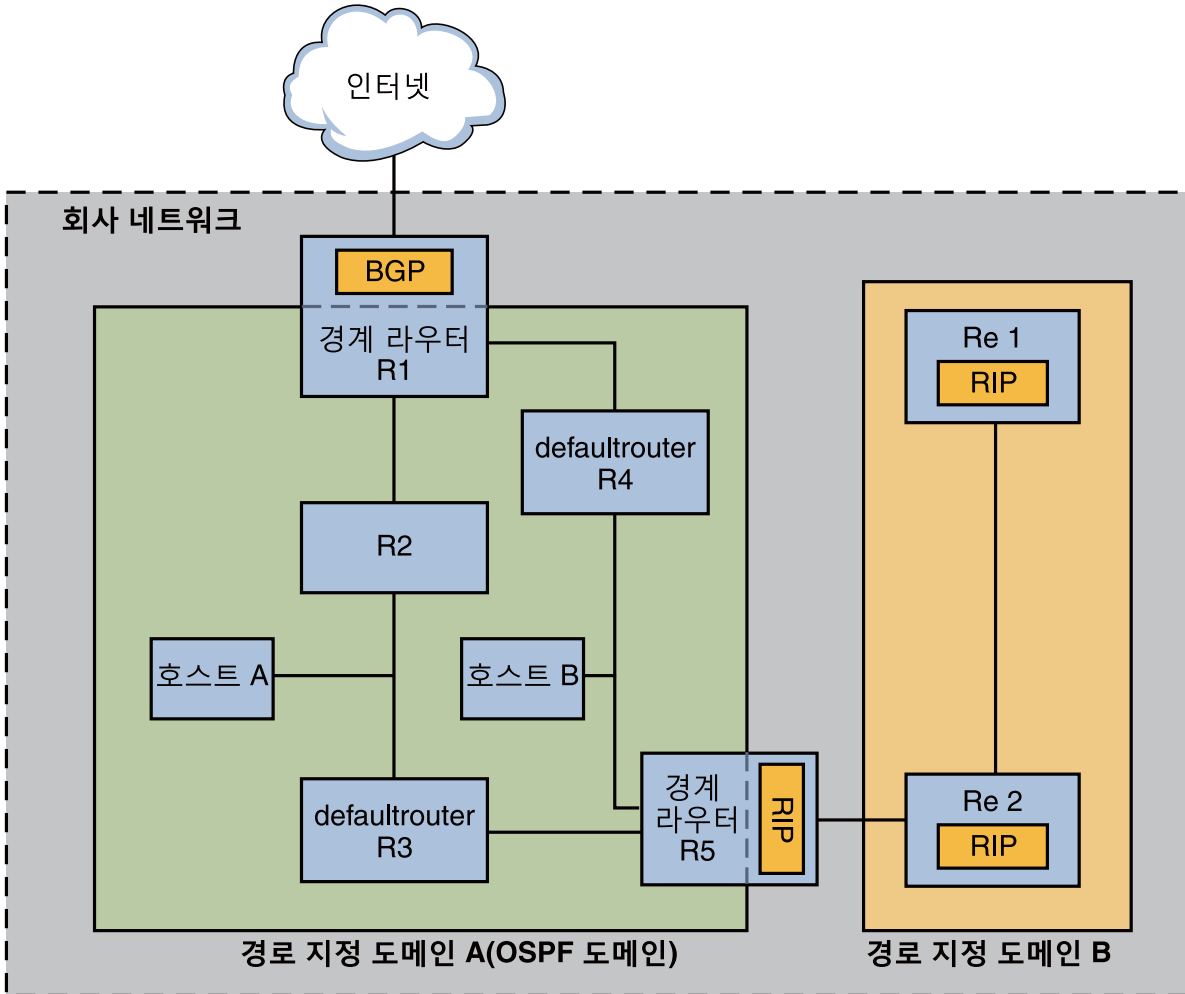 인터넷
회사 네트워크
BGP
경계 라우터
R1
defaultrouter
R4
R2
호스트 A
호스트 B
defaultrouter
R3
경계
라우터
R5
RIP
경로 지정 도메인 A(OSPF 도메인)
Re 1
RIP
Re 2
RIP
경로 지정 도메인 B